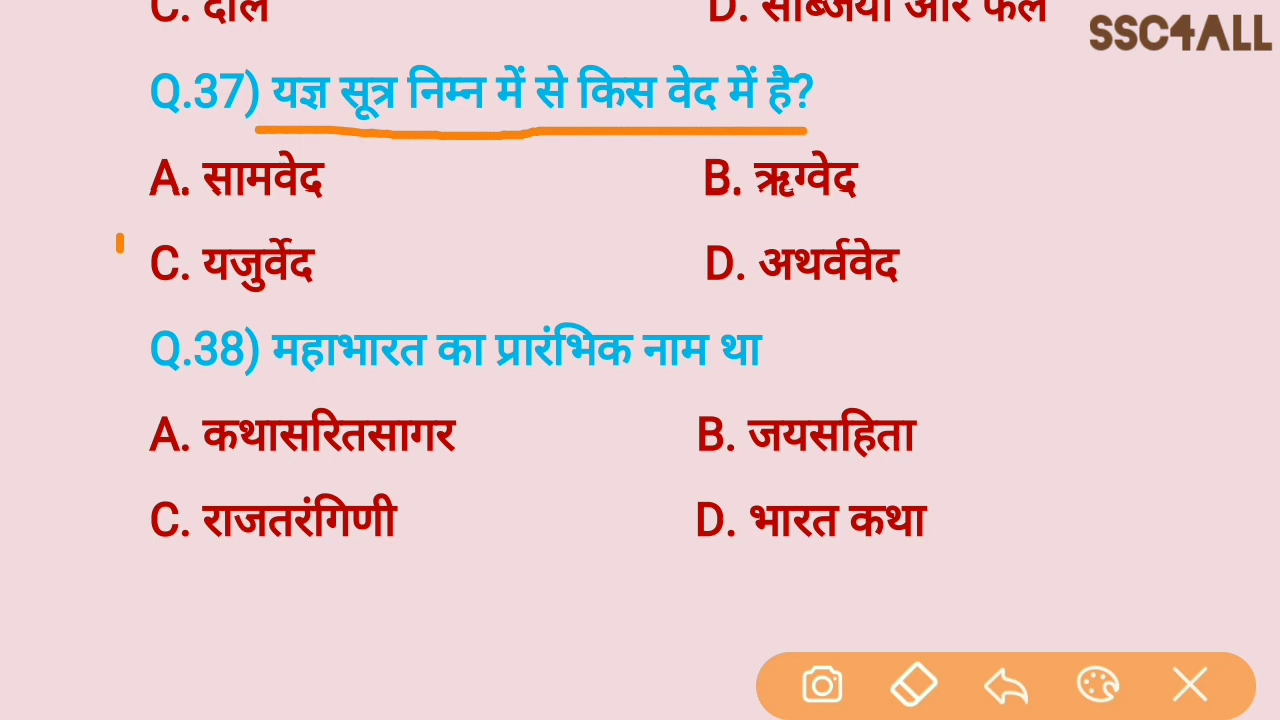 C. दाल D. सब्जियां और फल
SSC4ALL
Q.37) यज्ञ सूत्र निम्न में से किस वेद में है?
A. सामवेद B. ऋग्वेद
C. यजुर्वेद D. अथर्ववेद
Q.38) महाभारत का प्रारंभिक नाम था
A. कथासरितसागर B. जयसहिता
C. राजतरंगिणी D. भारत कथा